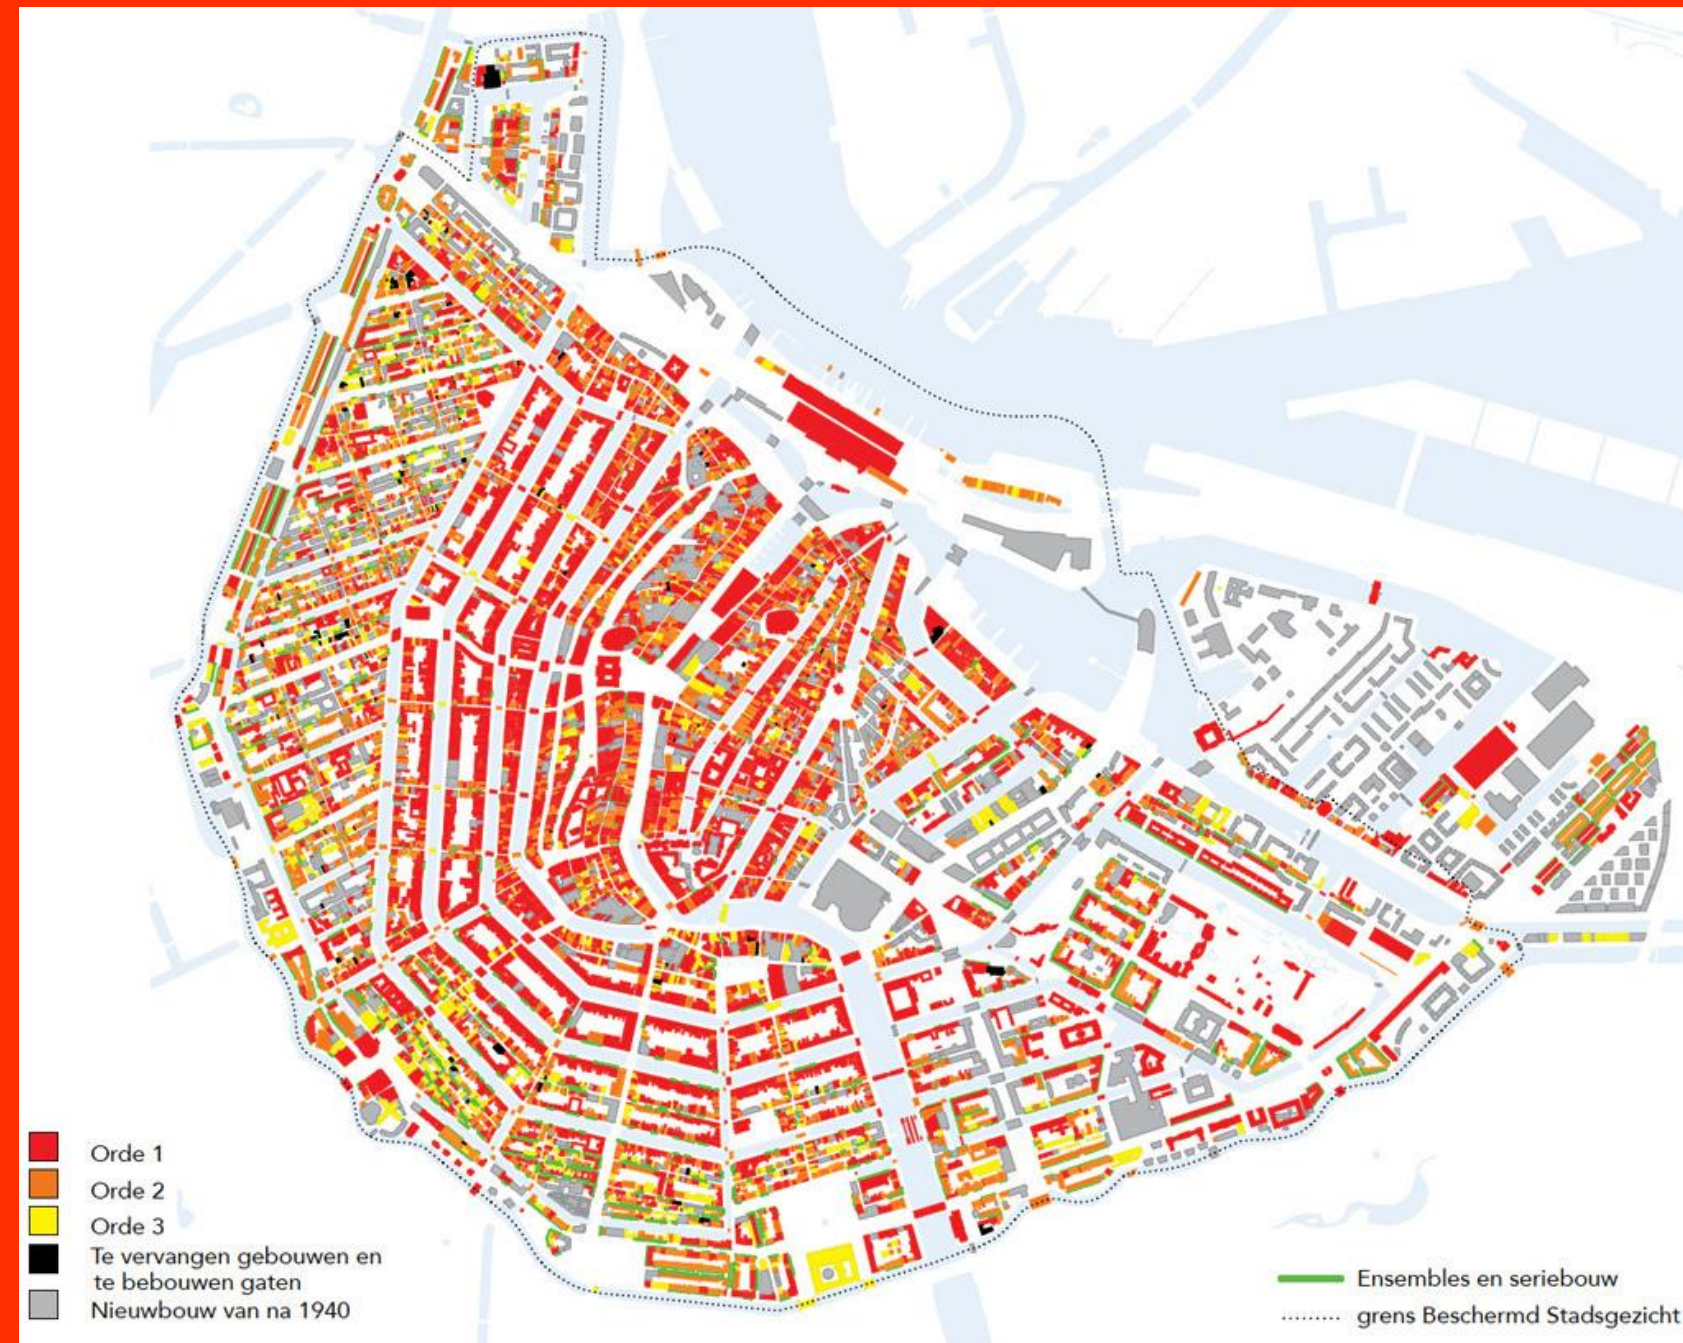 Orde 1
Orde 2
Orde 3
Te vervangen gebouwen en
te bebouwen gaten
Nieuwbouw van na 1940
Ensembles en seriebouw
grens Beschermd Stadsgezicht